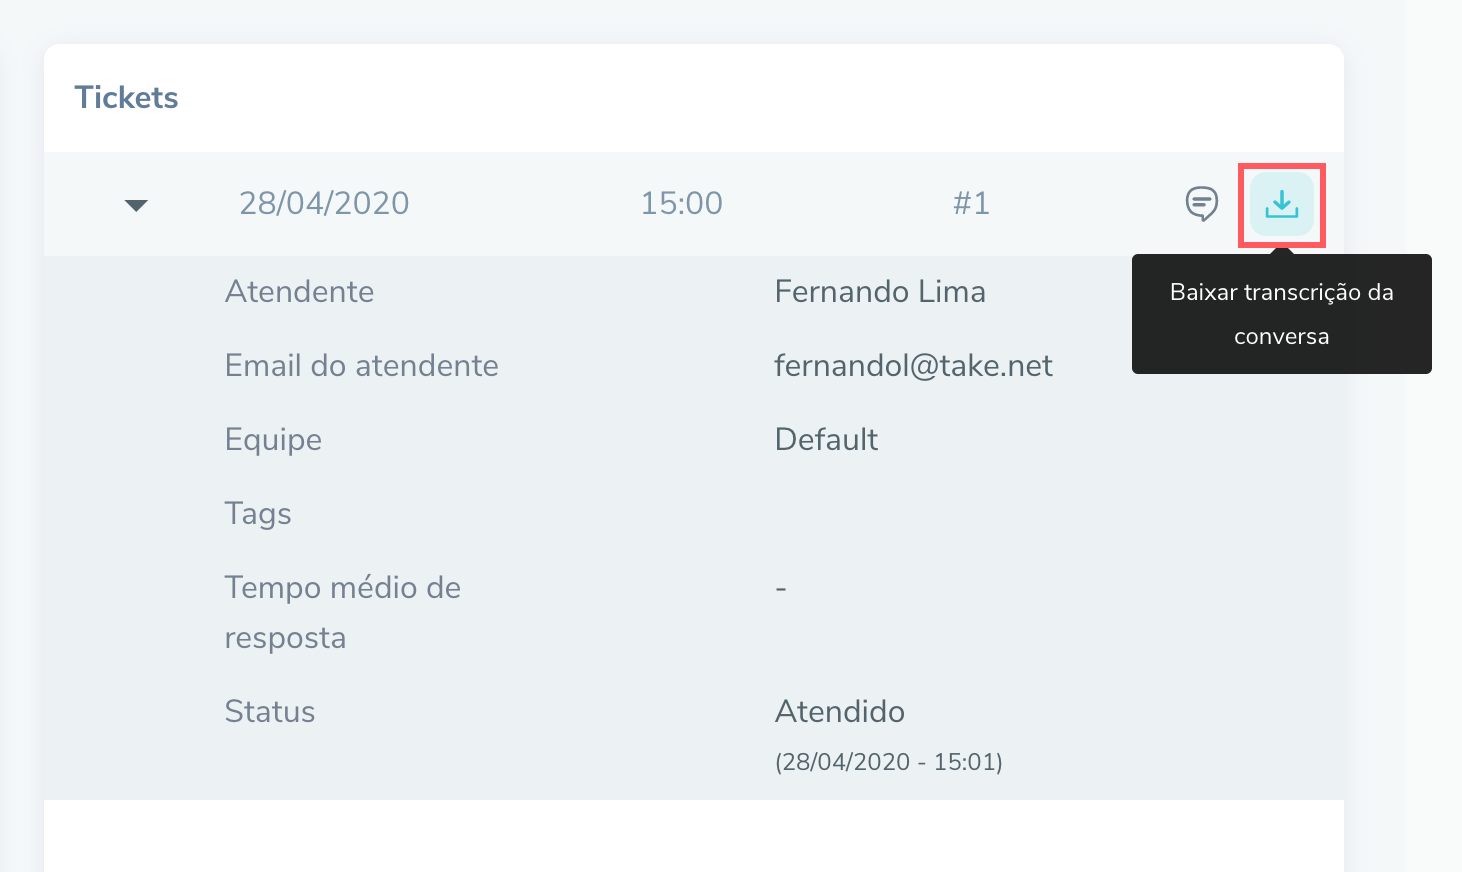 Tickets
28/04/2020 15:00 #1
Baixar transcrição da
conversa
Atendente Fernando Lima
Email do atendente fernandol@take.net
Equipe Default
Tags
Tempo médio de -
resposta
Status Atendido
(28/04/2020 - 15:01)